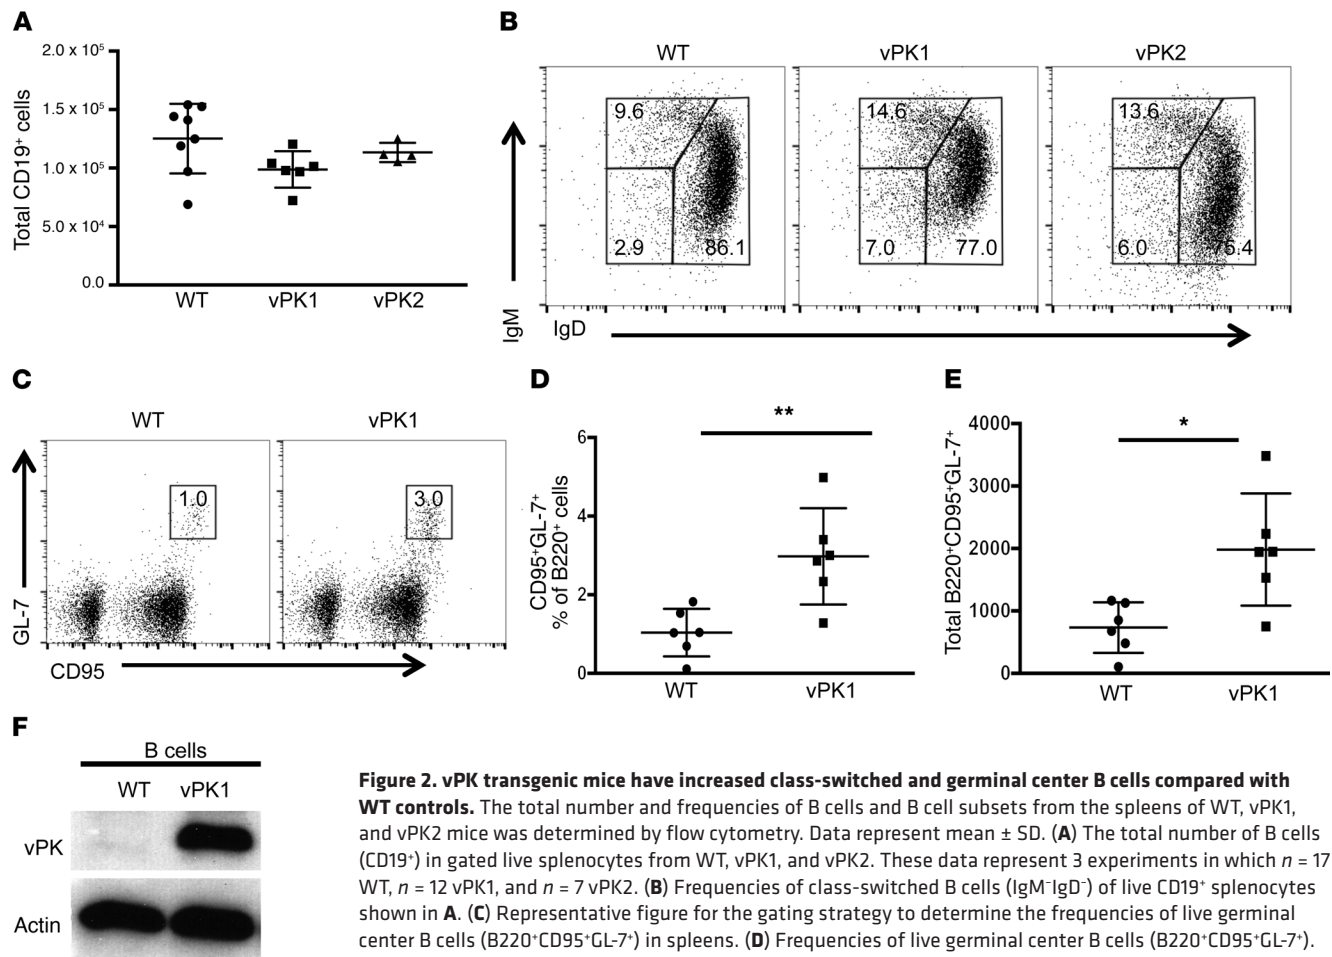 A
Total CD19⁺ cells
2.0 x 10⁵
1.5 x 10⁵
1.0 x 10⁵
5.0 x 10⁴
0.0
WT vPK1 vPK2
B
WT vPK1 vPK2
9.6 14.6 13.6
2.9 86.1 7.0 77.0 6.0 75.4
IgM
IgD
C
WT vPK1
1.0 3.0
GL-7
CD95
D
**
CD95⁺GL-7⁺
% of B220⁺ cells
6
4
2
0
WT vPK1
E
*
Total B220⁺CD95⁺GL-7⁺
4000
3000
2000
1000
0
WT vPK1
F
B cells
WT vPK1
vPK
Actin
Figure 2. vPK transgenic mice have increased class-switched and germinal center B cells compared with
WT controls. The total number and frequencies of B cells and B cell subsets from the spleens of WT, vPK1,
and vPK2 mice was determined by flow cytometry. Data represent mean ± SD. (A) The total number of B cells
(CD19⁺) in gated live splenocytes from WT, vPK1, and vPK2. These data represent 3 experiments in which n = 17
WT, n = 12 vPK1, and n = 7 vPK2. (B) Frequencies of class-switched B cells (IgM⁻IgD⁻) of live CD19⁺ splenocytes
shown in A. (C) Representative figure for the gating strategy to determine the frequencies of live germinal
center B cells (B220⁺CD95⁺GL-7⁺) in spleens. (D) Frequencies of live germinal center B cells (B220⁺CD95⁺GL-7⁺).